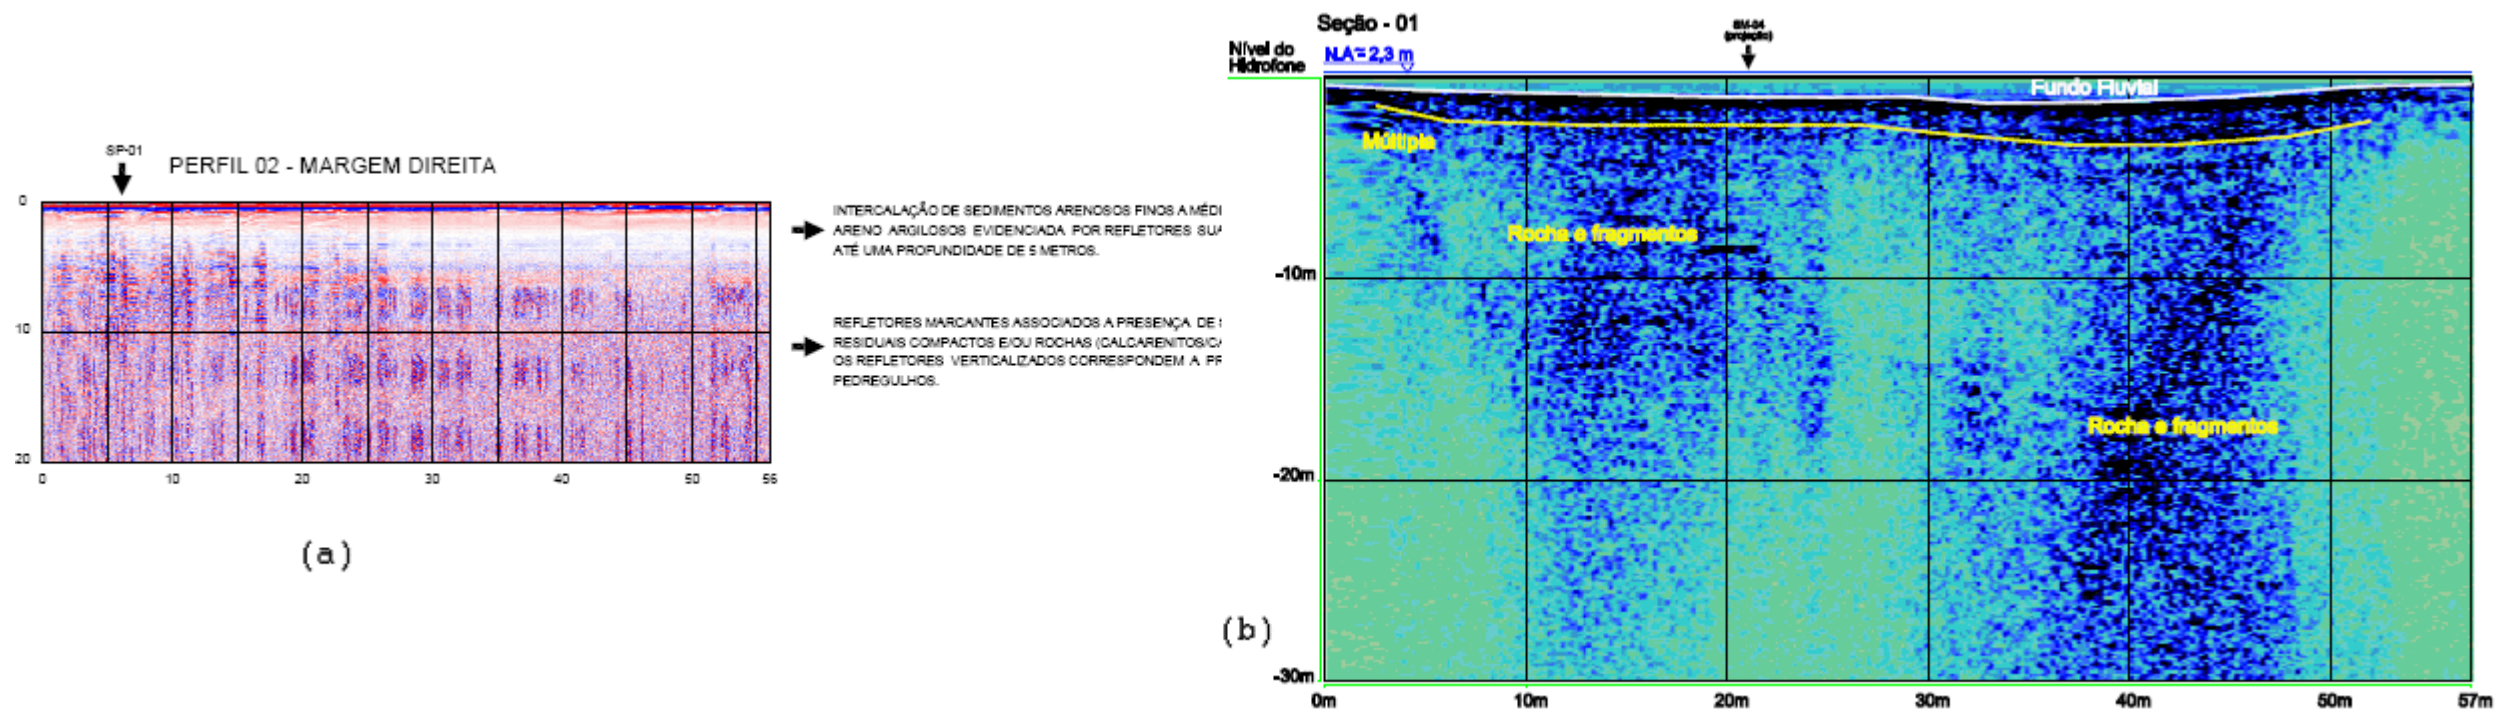 SP-01
PERFIL 02 - MARGEM DIREITA
0
10
20
0 10 20 30 40 50 56
INTERCALAÇÃO DE SEDIMENTOS ARENOSOS FINOS A MÉDI
ARENO ARGILOSOS EVIDENCIADA POR REFLETORES SUA
ATÉ UMA PROFUNDIDADE DE 5 METROS.
REFLETORES MARCANTES ASSOCIADOS A PRESENÇA DE
RESIDUAIS COMPACTOS E/OU ROCHAS (CALCARENITOS/CA
OS REFLETORES VERTICALIZADOS CORRESPONDEM A PR
PEDREGULHOS.
(a)
Seção - 01
Nível do
Hidrofone
N.A = 2,3 m
SM-04
(projeção)
Fundo Fluvial
Múltipla
Rocha e fragmentos
-10m
Rocha e fragmentos
-20m
-30m
0m 10m 20m 30m 40m 50m 57m
(b)